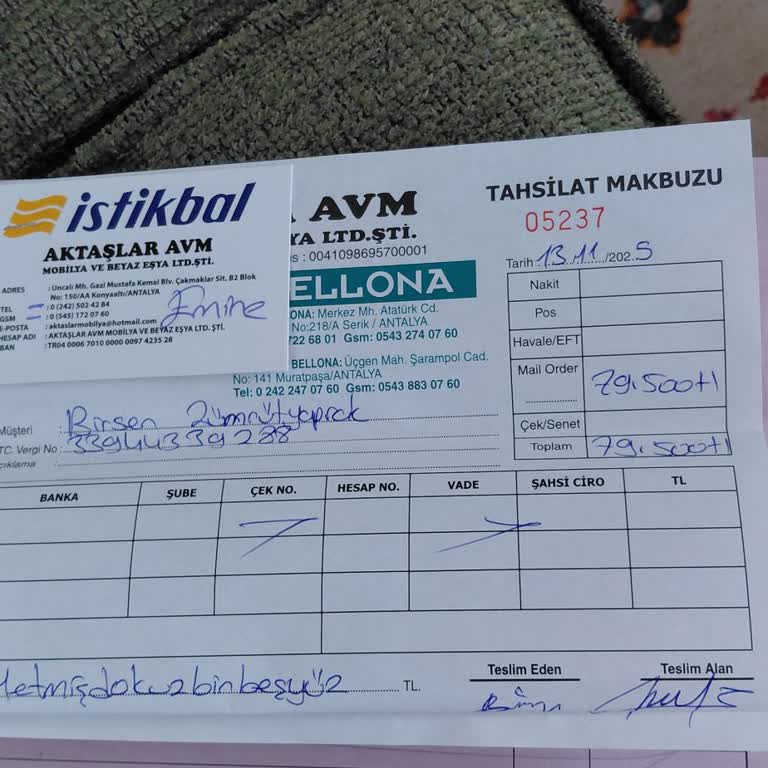 istikbal
AKTAŞLAR AVM
MOBİLYA VE BEYAZ EŞYA LTD.ŞTİ.
ADRES : Uncalı Mh. Gazi Mustafa Kemal Blv. Çakmaklar Sit. B2 Blok
No: 150/AA Konyaaltı/ANTALYA
TEL : 0 (242) 502 42 84
GSM : 0 (545) 172 07 60
E-POSTA : aktaslarmobilya@hotmail.com
HESAP ADI : AKTAŞLAR AVM MOBİLYA VE BEYAZ EŞYA LTD. ŞTİ.
IBAN : TR04 0006 7010 0000 0097 4235 28
Emine
AVM
YA LTD.ŞTİ.
s : 0041098695700001
BELLONA
ONA: Merkez Mh. Atatürk Cd.
No:218/A Serik / ANTALYA
722 68 01 Gsm: 0543 274 07 60
BELLONA: Üçgen Mah. Şarampol Cad.
No: 141 Muratpaşa/ANTALYA
Tel: 0 242 247 07 60 Gsm: 0543 883 07 60
TAHSİLAT MAKBUZU
05237
Tarih : 13.11./2025
Nakit
Pos
Havale/EFT
Mail Order 79.500tl
Çek/Senet
Toplam 79.500tl
Müşteri : Birsen Zümrütyaprak
TC. Vergi No : 33944339288
çıklama :
BANKA ŞUBE ÇEK NO. HESAP NO. VADE ŞAHSİ CİRO TL
Yetmişdokuzbinbeşyüz TL.
Teslim Eden Teslim Alan